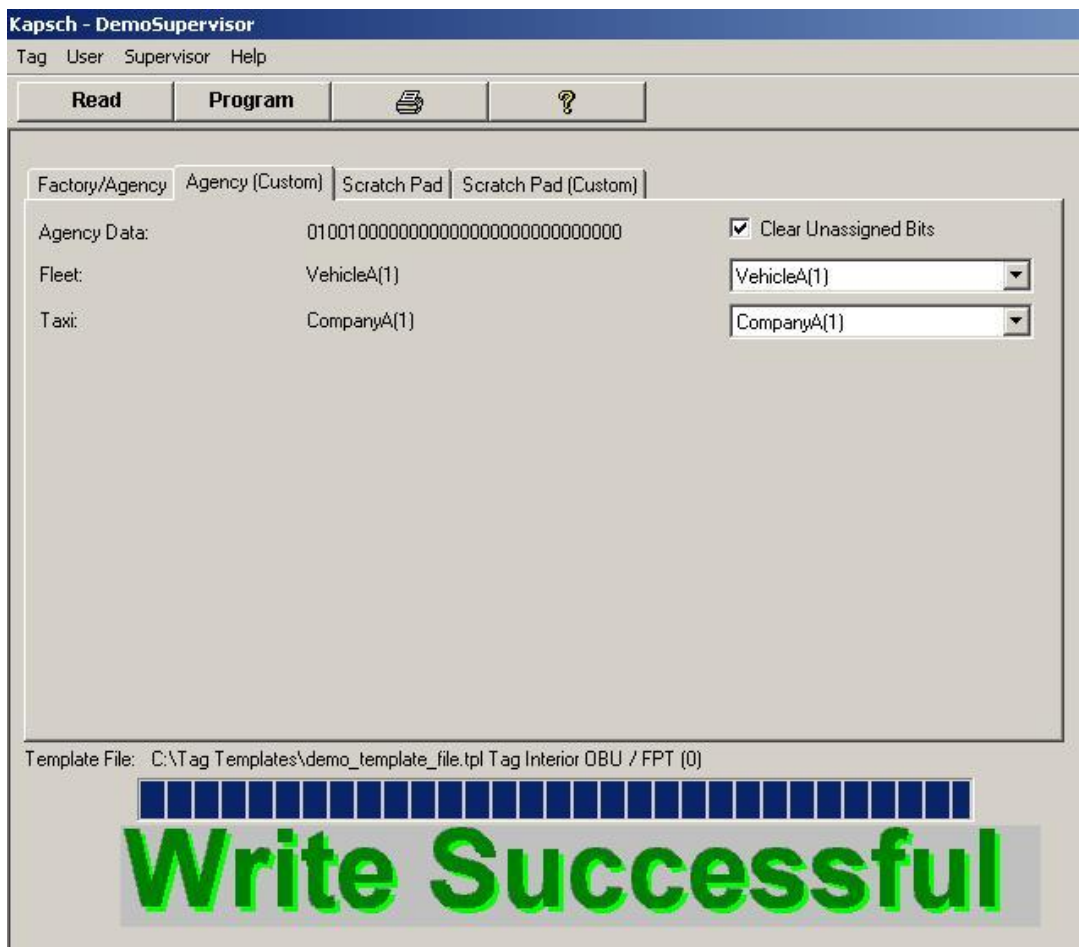 Kapsch - DemoSupervisor
Tag User Supervisor Help
Read Program ?
Factory/Agency Agency (Custom) Scratch Pad Scratch Pad (Custom)
Agency Data: 01001000000000000000000000000000 Clear Unassigned Bits
Fleet: VehicleA(1) VehicleA(1)
Taxi: CompanyA(1) CompanyA(1)
Template File: C:\Tag Templates\demo_template_file.tpl Tag Interior OBU / FPT (0)
Write Successful